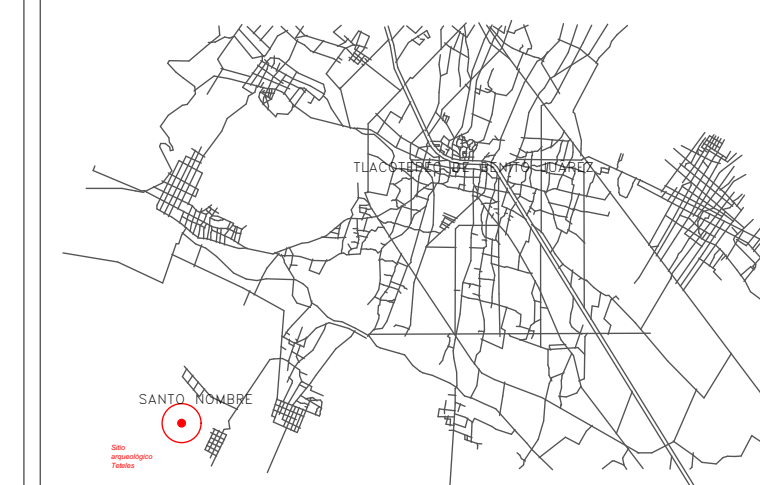 TLACOTEPEC DE BENITO JUAREZ
SANTO NOMBRE
Sitio
arqueológico
Teteles